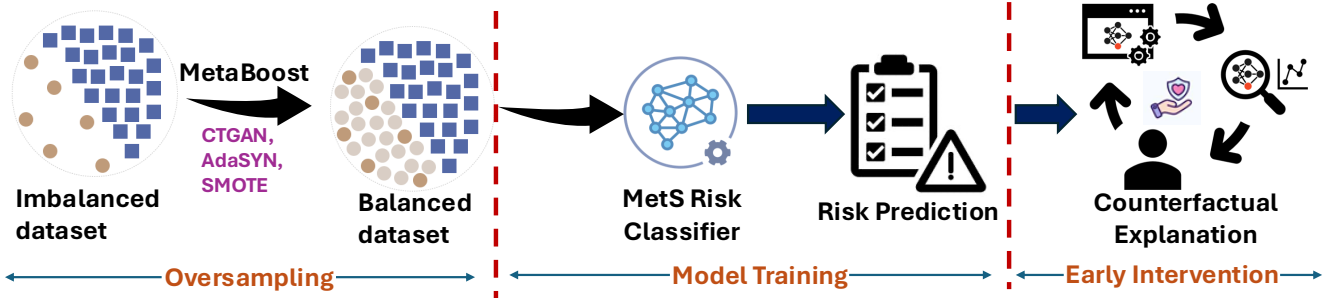 MetaBoost
CTGAN,
AdaSYN,
SMOTE
Imbalanced
dataset
Balanced
dataset
MetS Risk
Classifier
Risk Prediction
Counterfactual
Explanation
Oversampling
Model Training
Early Intervention